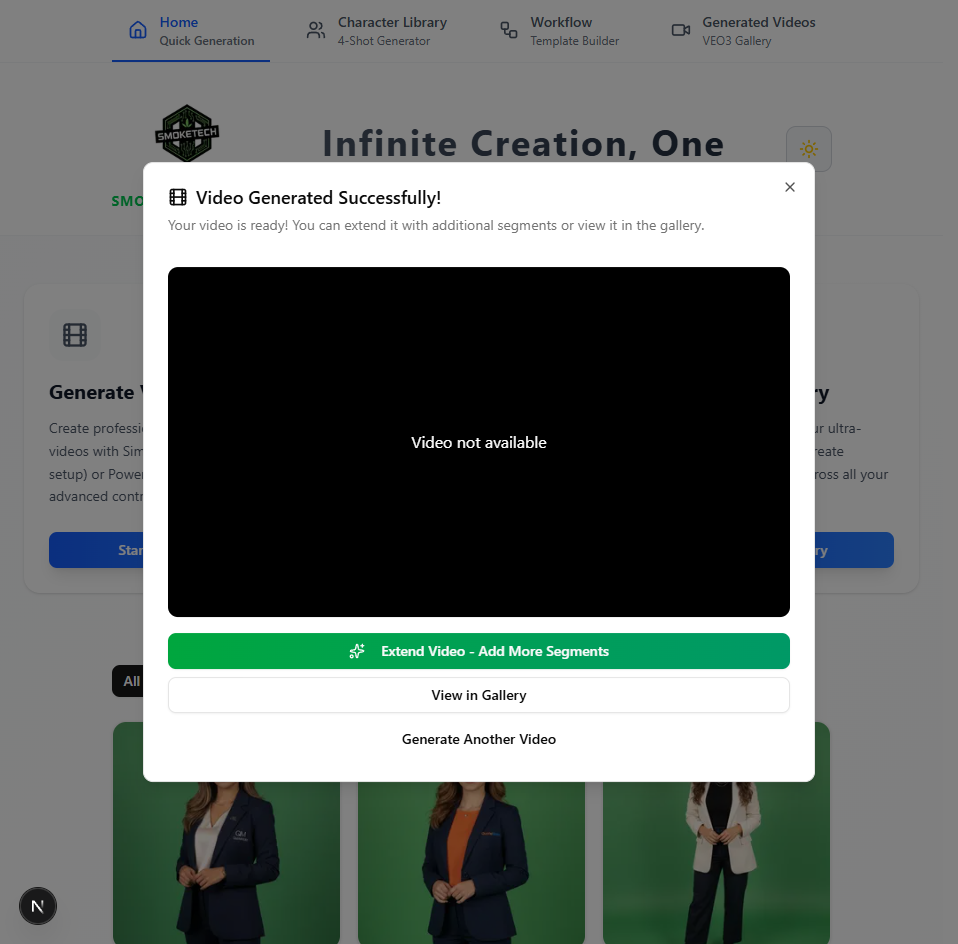 Home
Quick Generation
Character Library
4-Shot Generator
Workflow
Template Builder
Generated Videos
VEO3 Gallery
SMOKETECH
Infinite Creation, One
SMO
Video Generated Successfully!
Your video is ready! You can extend it with additional segments or view it in the gallery.
Video not available
Extend Video - Add More Segments
View in Gallery
Generate Another Video
Generate
Create professi
videos with Sim
setup) or Power
advanced contr
Star
ry
ur ultra-
reate
ross all your
ry
All
N